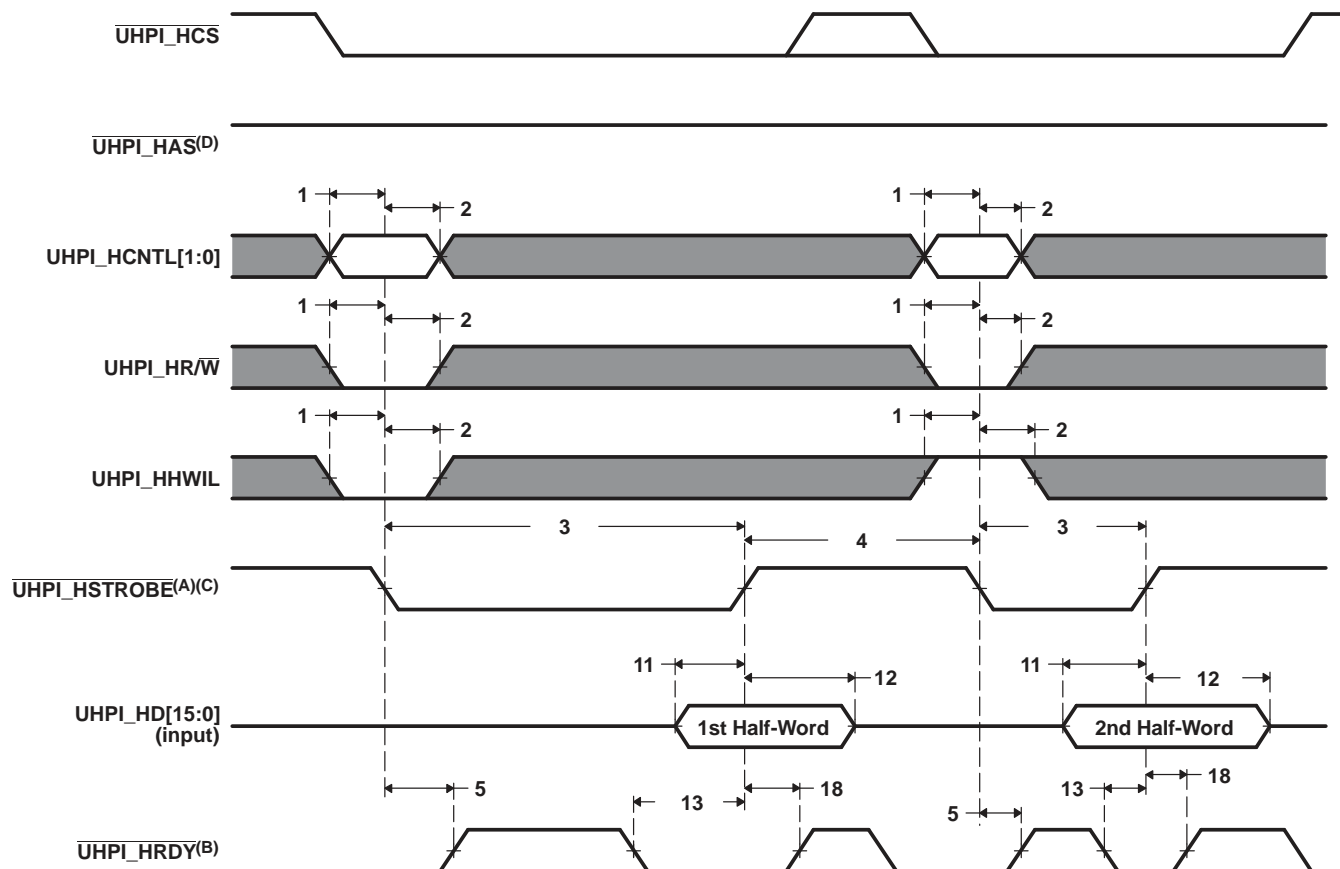 UHPI_HCS
UHPI_HAS(D)
1
2
1
2
UHPI_HCNTL[1:0]
1
2
1
2
UHPI_HR/W
1
2
1
2
UHPI_HHWIL
3
4
3
UHPI_HSTROBE(A)(C)
11
12
11
12
UHPI_HD[15:0]
(input)
1st Half-Word
2nd Half-Word
5
13
18
5
13
18
UHPI_HRDY(B)